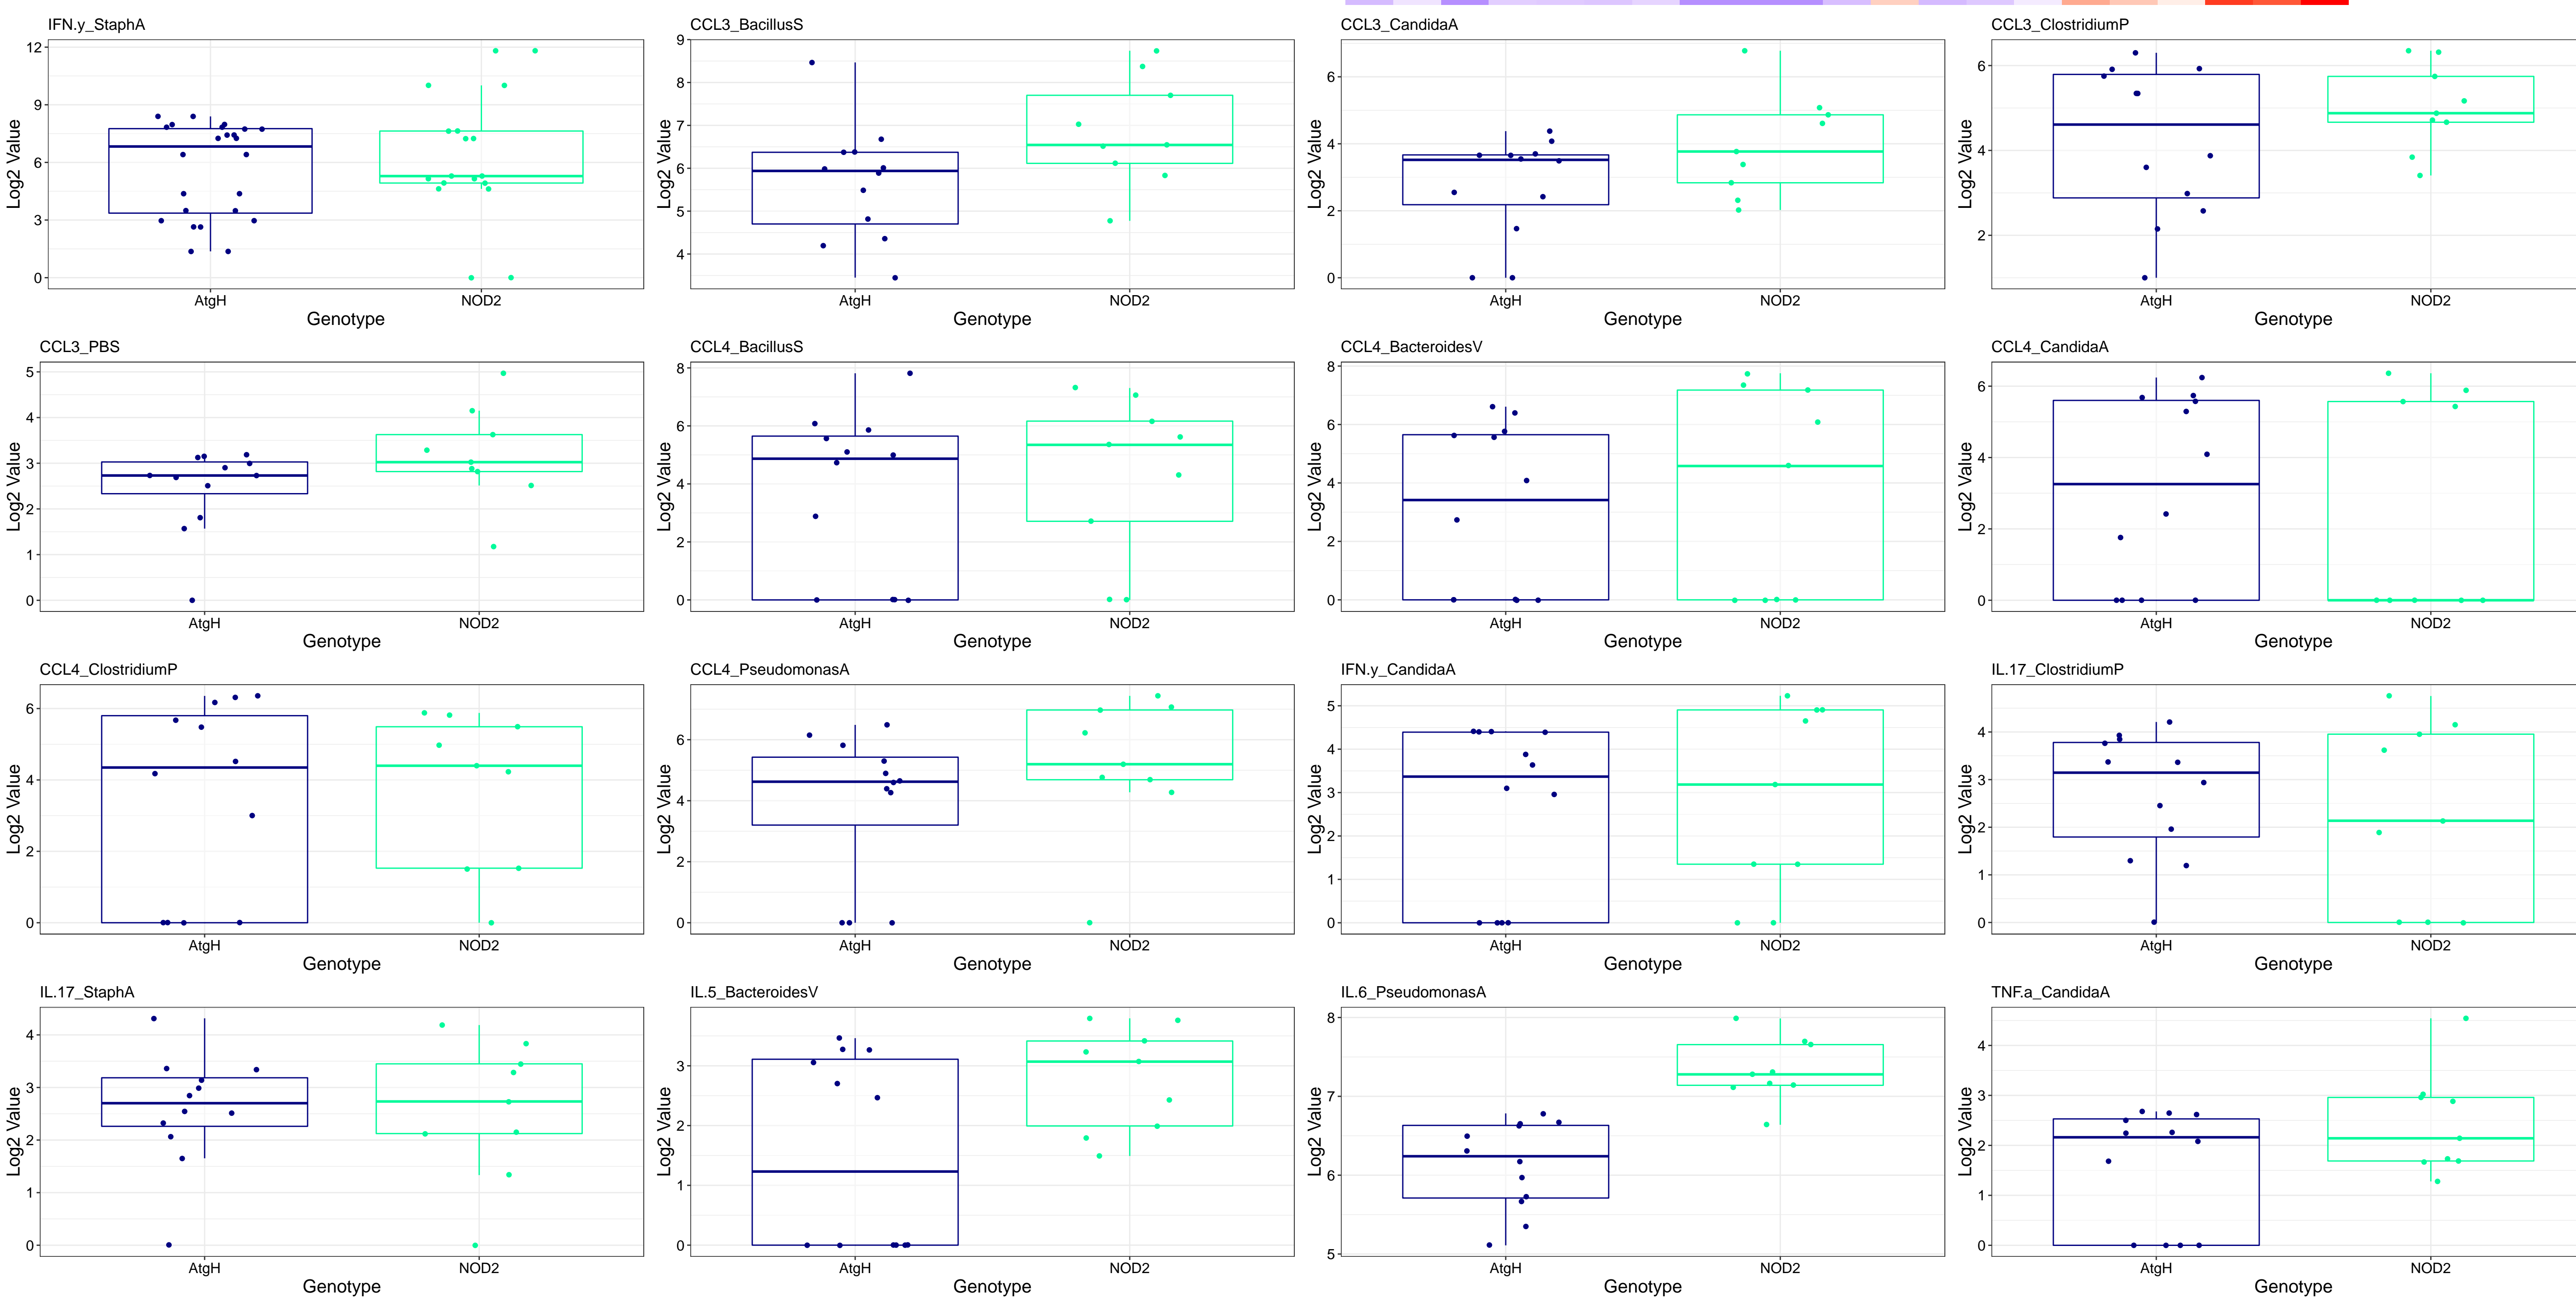 IFN.y_StaphA
Log2 Value
12
9
6
3
0
AtgH
NOD2
Genotype
CCL3_BacillusS
Log2 Value
9
8
7
6
5
4
AtgH
NOD2
Genotype
CCL3_CandidaA
Log2 Value
6
4
2
0
AtgH
NOD2
Genotype
CCL3_ClostridiumP
Log2 Value
6
4
2
AtgH
NOD2
Genotype
CCL3_PBS
Log2 Value
5
4
3
2
1
0
AtgH
NOD2
Genotype
CCL4_BacillusS
Log2 Value
8
6
4
2
0
AtgH
NOD2
Genotype
CCL4_BacteroidesV
Log2 Value
8
6
4
2
0
AtgH
NOD2
Genotype
CCL4_CandidaA
Log2 Value
6
4
2
0
AtgH
NOD2
Genotype
CCL4_ClostridiumP
Log2 Value
6
4
2
0
AtgH
NOD2
Genotype
CCL4_PseudomonasA
Log2 Value
6
4
2
0
AtgH
NOD2
Genotype
IFN.y_CandidaA
Log2 Value
5
4
3
2
1
0
AtgH
NOD2
Genotype
IL.17_ClostridiumP
Log2 Value
4
3
2
1
0
AtgH
NOD2
Genotype
IL.17_StaphA
Log2 Value
4
3
2
1
0
AtgH
NOD2
Genotype
IL.5_BacteroidesV
Log2 Value
3
2
1
0
AtgH
NOD2
Genotype
IL.6_PseudomonasA
Log2 Value
8
7
6
5
AtgH
NOD2
Genotype
TNF.a_CandidaA
Log2 Value
4
3
2
1
0
AtgH
NOD2
Genotype